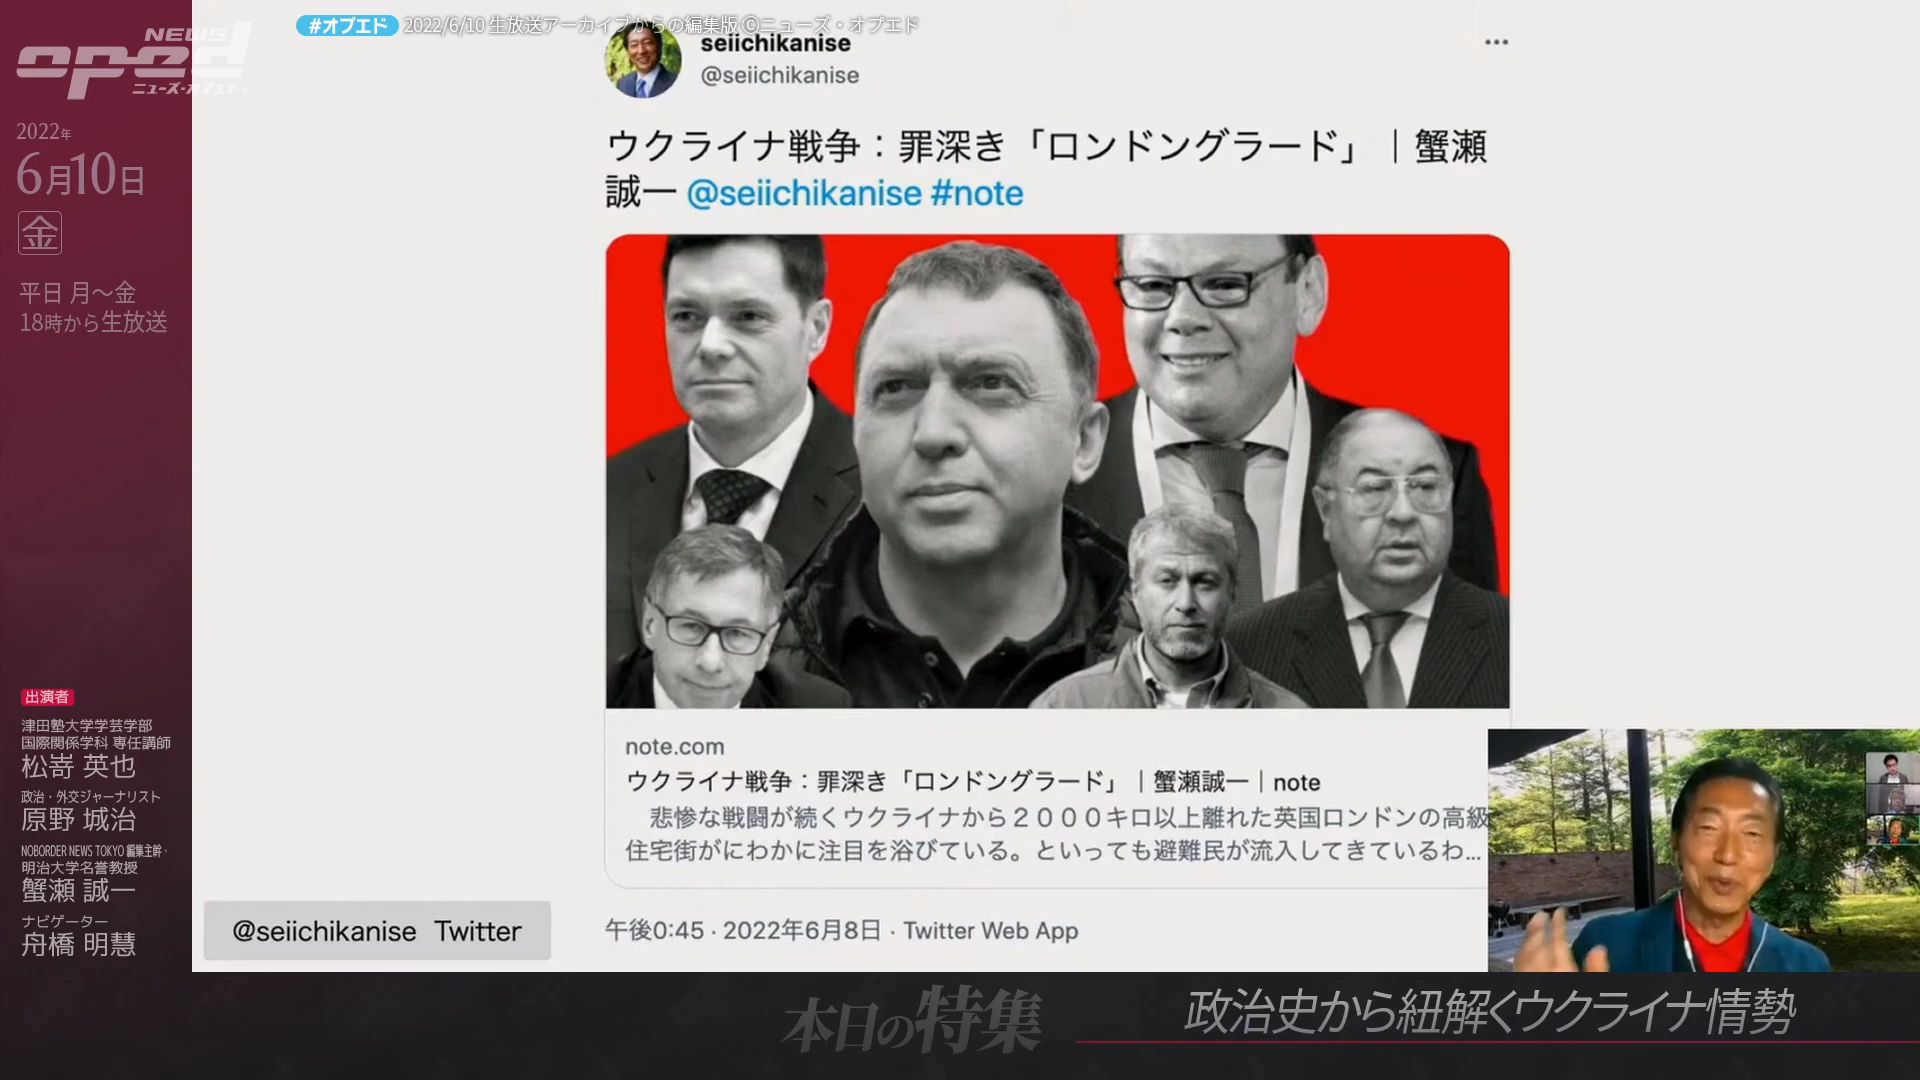 #オプエド 2022/6/10 生放送アーカイブからの編集版 ©ニューズ・オプエド
NEWS
oped
ニューズ・オプエド
2022年
6月10日
金
平日 月〜金
18時から生放送
出演者
津田塾大学学芸学部
国際関係学科 専任講師
松嵜 英也
政治・外交ジャーナリスト
原野 城治
NOBORDER NEWS TOKYO 編集主幹・
明治大学名誉教授
蟹瀬 誠一
ナビゲーター
舟橋 明慧
seiichikanise
@seiichikanise
ウクライナ戦争：罪深き「ロンドングラード」｜蟹瀬
誠一 @seiichikanise #note
note.com
ウクライナ戦争：罪深き「ロンドングラード」｜蟹瀬誠一｜note
悲惨な戦闘が続くウクライナから２０００キロ以上離れた英国ロンドンの高級
住宅街がにわかに注目を浴びている。といっても避難民が流入してきているわ...
午後0:45 · 2022年6月8日 · Twitter Web App
@seiichikanise Twitter
本日の特集
政治史から紐解くウクライナ情勢